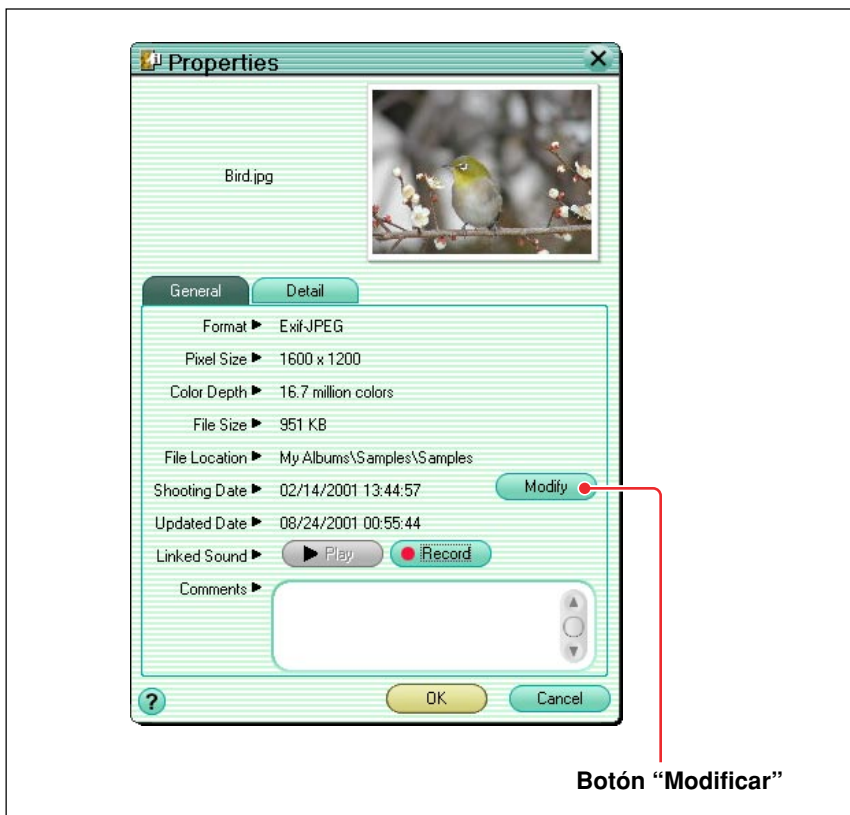 Properties
Bird.jpg
General Detail
Format ▶ Exif-JPEG
Pixel Size ▶ 1600 x 1200
Color Depth ▶ 16.7 million colors
File Size ▶ 951 KB
File Location ▶ My Albums\Samples\Samples
Shooting Date ▶ 02/14/2001 13:44:57 Modify
Updated Date ▶ 08/24/2001 00:55:44
Linked Sound ▶ Play Record
Comments ▶
? OK Cancel
Botón “Modificar”